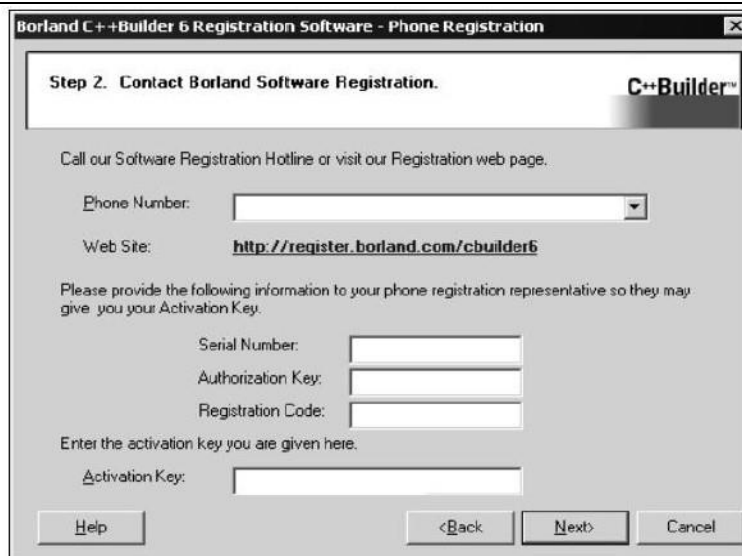 Borland C++Builder 6 Registration Software - Phone Registration
Step 2. Contact Borland Software Registration.
C++Builder™
Call our Software Registration Hotline or visit our Registration web page.
Phone Number:
Web Site: http://register.borland.com/cbuilder6
Please provide the following information to your phone registration representative so they may
give you your Activation Key.
Serial Number:
Authorization Key:
Registration Code:
Enter the activation key you are given here.
Activation Key:
Help <Back Next> Cancel